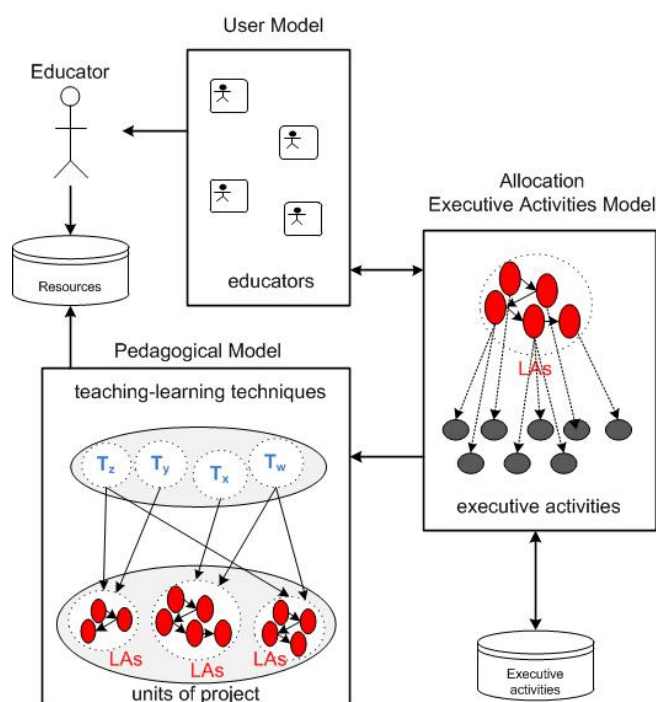 User Model
Educator
educators
Resources
Allocation
Executive Activities Model
LAs
executive activities
Pedagogical Model
teaching-learning techniques
Tz
Ty
Tx
Tw
LAs
LAs
LAs
units of project
Executive
activities